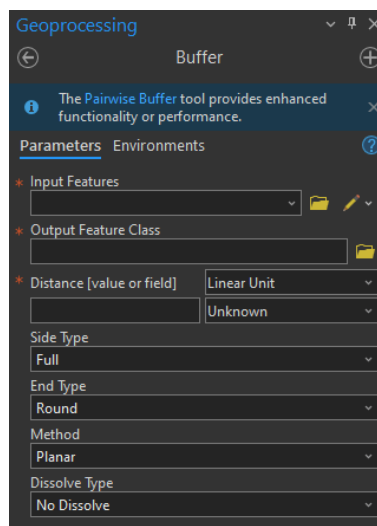 Geoprocessing
Buffer
The Pairwise Buffer tool provides enhanced
functionality or performance.
Parameters Environments
* Input Features
* Output Feature Class
* Distance [value or field] Linear Unit
Unknown
Side Type
Full
End Type
Round
Method
Planar
Dissolve Type
No Dissolve